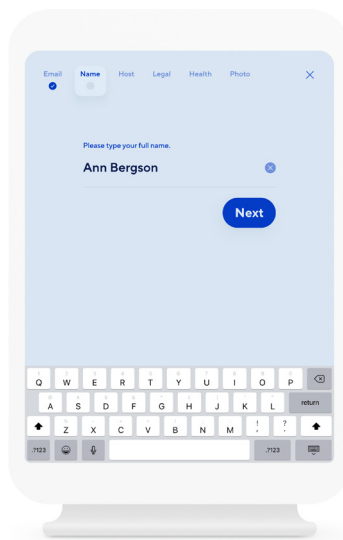 Email Name Host Legal Health Photo
Please type your full name.
Ann Bergson
Next
Q W E R T Y U I O P
A S D F G H J K L return
Z X C V B N M ! , ? .
.?123 .?123